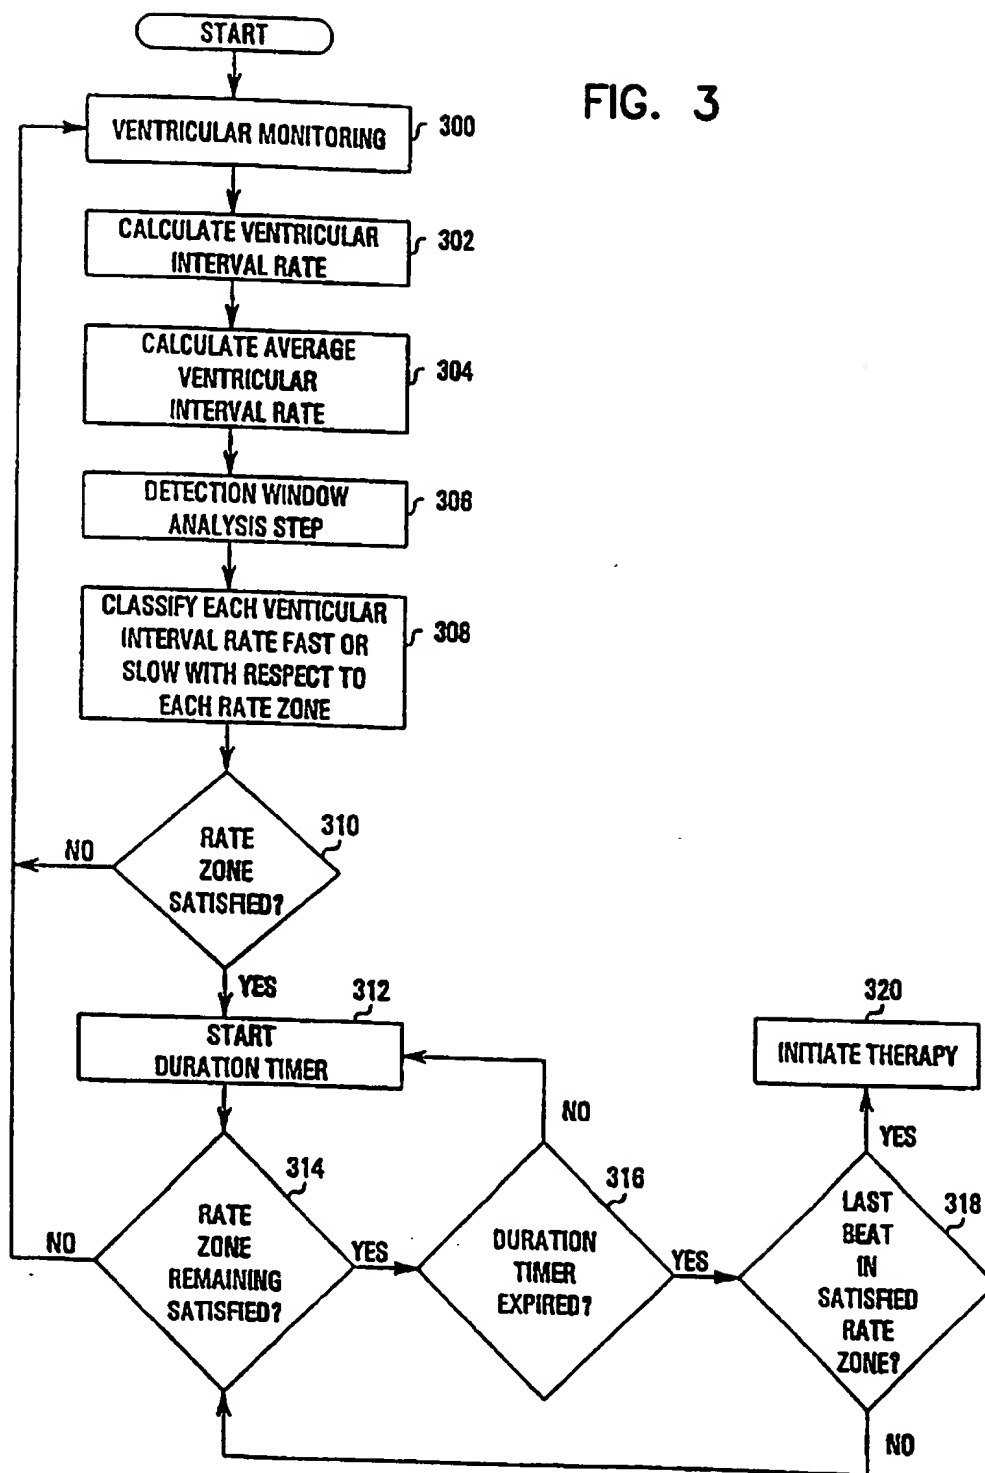 START
FIG. 3
VENTRICULAR MONITORING
300
CALCULATE VENTRICULAR
INTERVAL RATE
302
CALCULATE AVERAGE
VENTRICULAR
INTERVAL RATE
304
DETECTION WINDOW
ANALYSIS STEP
306
CLASSIFY EACH VENTICULAR
INTERVAL RATE FAST OR
SLOW WITH RESPECT TO
EACH RATE ZONE
308
RATE
ZONE
SATISFIED?
310
NO
YES
START
DURATION TIMER
312
RATE
ZONE
REMAINING
SATISFIED?
314
NO
YES
DURATION
TIMER
EXPIRED?
316
NO
YES
LAST
BEAT
IN
SATISFIED
RATE
ZONE?
318
YES
NO
INITIATE THERAPY
320